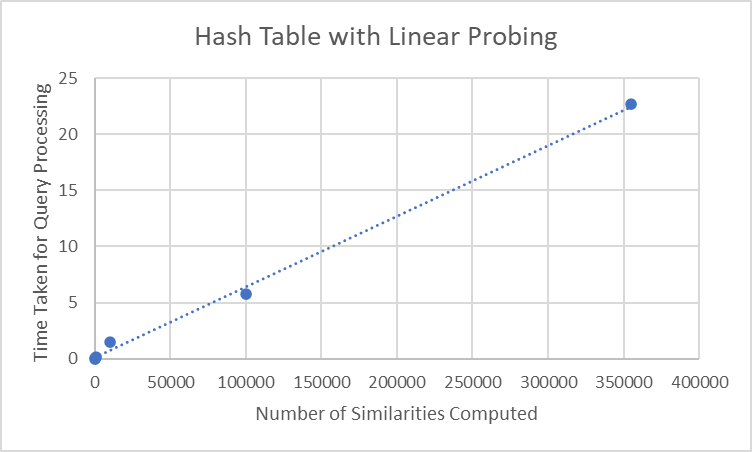 Hash Table with Linear Probing
Time Taken for Query Processing
25
20
15
10
5
0
0 50000 100000 150000 200000 250000 300000 350000 400000
Number of Similarities Computed